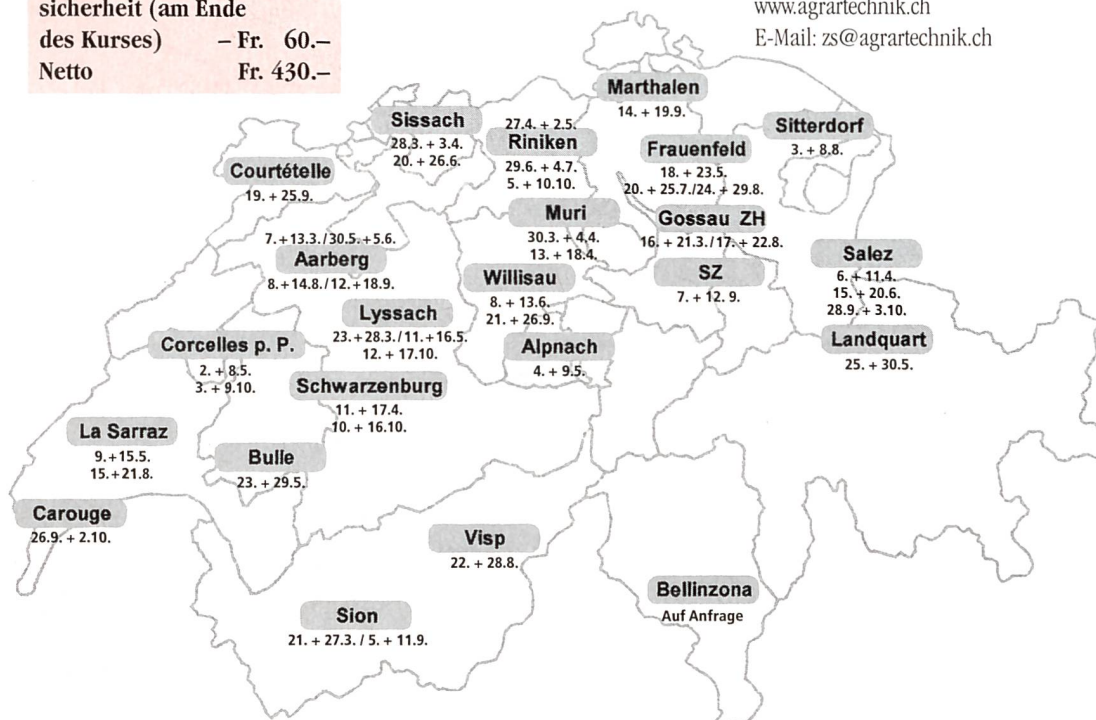 sicherheit (am Ende
des Kurses) – Fr. 60.–
Netto Fr. 430.–
www.agrartechnik.ch
E-Mail: zs@agrartechnik.ch
Marthalen
14. + 19.9.
Sissach
28.3. + 3.4.
20. + 26.6.
27.4. + 2.5.
Riniken
29.6. + 4.7.
5. + 10.10.
Sitterdorf
3. + 8.8.
Frauenfeld
18. + 23.5.
20. + 25.7./24. + 29.8.
Courtételle
19. + 25.9.
Muri
30.3. + 4.4.
13. + 18.4.
Gossau ZH
16. + 21.3./17. + 22.8.
7. + 13.3./30.5. + 5.6.
Aarberg
8. + 14.8./12. + 18.9.
Willisau
8. + 13.6.
21. + 26.9.
SZ
7. + 12. 9.
Salez
6. + 11.4.
15. + 20.6.
28.9. + 3.10.
Lyssach
23. + 28.3./11. + 16.5.
12. + 17.10.
Corcelles p. P.
2. + 8.5.
3. + 9.10.
Alpnach
4. + 9.5.
Landquart
25. + 30.5.
Schwarzenburg
11. + 17.4.
10. + 16.10.
La Sarraz
9. + 15.5.
15. + 21.8.
Bulle
23. + 29.5.
Carouge
26.9. + 2.10.
Visp
22. + 28.8.
Bellinzona
Auf Anfrage
Sion
21. + 27.3. / 5. + 11.9.